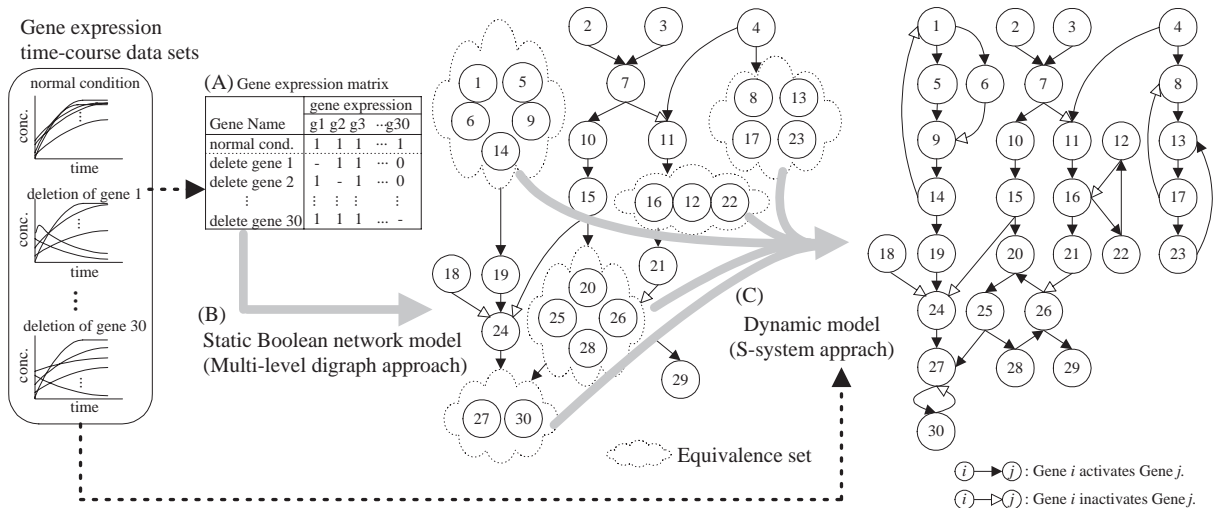 Gene expression
time-course data sets
normal condition
conc.
time
deletion of gene 1
conc.
time
deletion of gene 30
conc.
time
(A) Gene expression matrix
gene expression
Gene Name g1 g2 g3 ···g30
normal cond. 1 1 1 ··· 1
delete gene 1 - 1 1 ··· 0
delete gene 2 1 - 1 ··· 0
delete gene 30 1 1 1 ··· -
(B)
Static Boolean network model
(Multi-level digraph approach)
1 5
6 9
14
2 3 4
7
8 13
17 23
10 11
15
16 12 22
18 19 21
20
24 25 26
28
29
27 30
Equivalence set
(C)
Dynamic model
(S-system apprach)
1 2 3 4
5 6 7 8
9 10 11 12 13
14 15 16 17
18 19 20 21 22 23
24 25 26
27 28 29
30
i j : Gene i activates Gene j.
i j : Gene i inactivates Gene j.